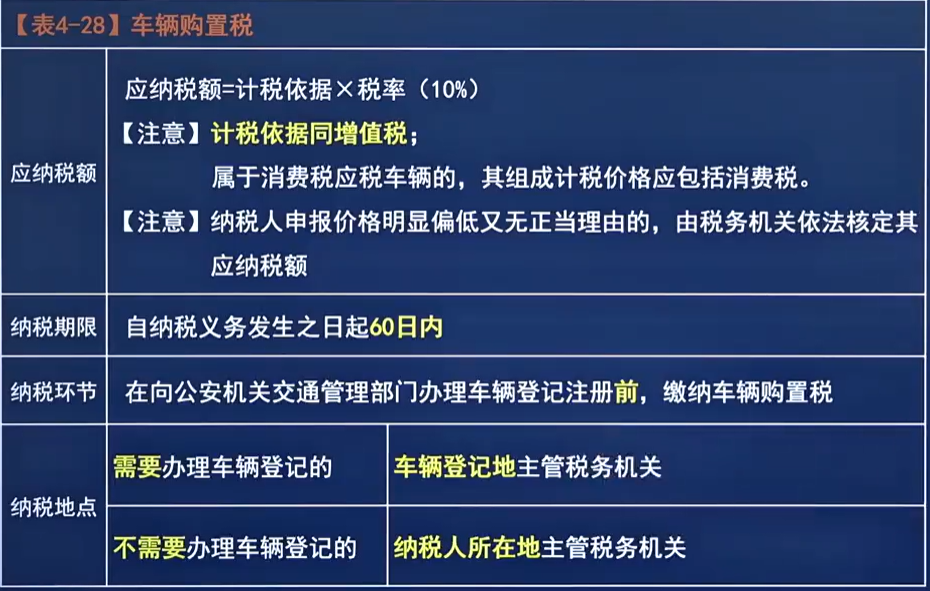 【表4-28】车辆购置税
应纳税额
应纳税额=计税依据×税率（10%）
【注意】计税依据同增值税；
属于消费税应税车辆的，其组成计税价格应包括消费税。
【注意】纳税人申报价格明显偏低又无正当理由的，由税务机关依法核定其
应纳税额
纳税期限
自纳税义务发生之日起60日内
纳税环节
在向公安机关交通管理部门办理车辆登记注册前，缴纳车辆购置税
纳税地点
需要办理车辆登记的
车辆登记地主管税务机关
不需要办理车辆登记的
纳税人所在地主管税务机关